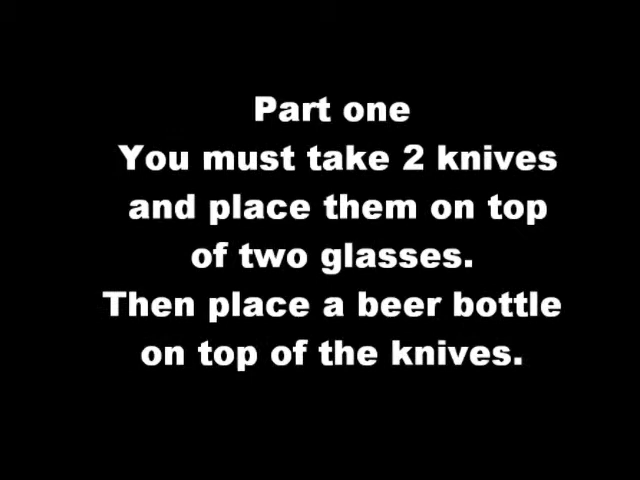 Part one
You must take 2 knives
and place them on top
of two glasses.
Then place a beer bottle
on top of the knives.